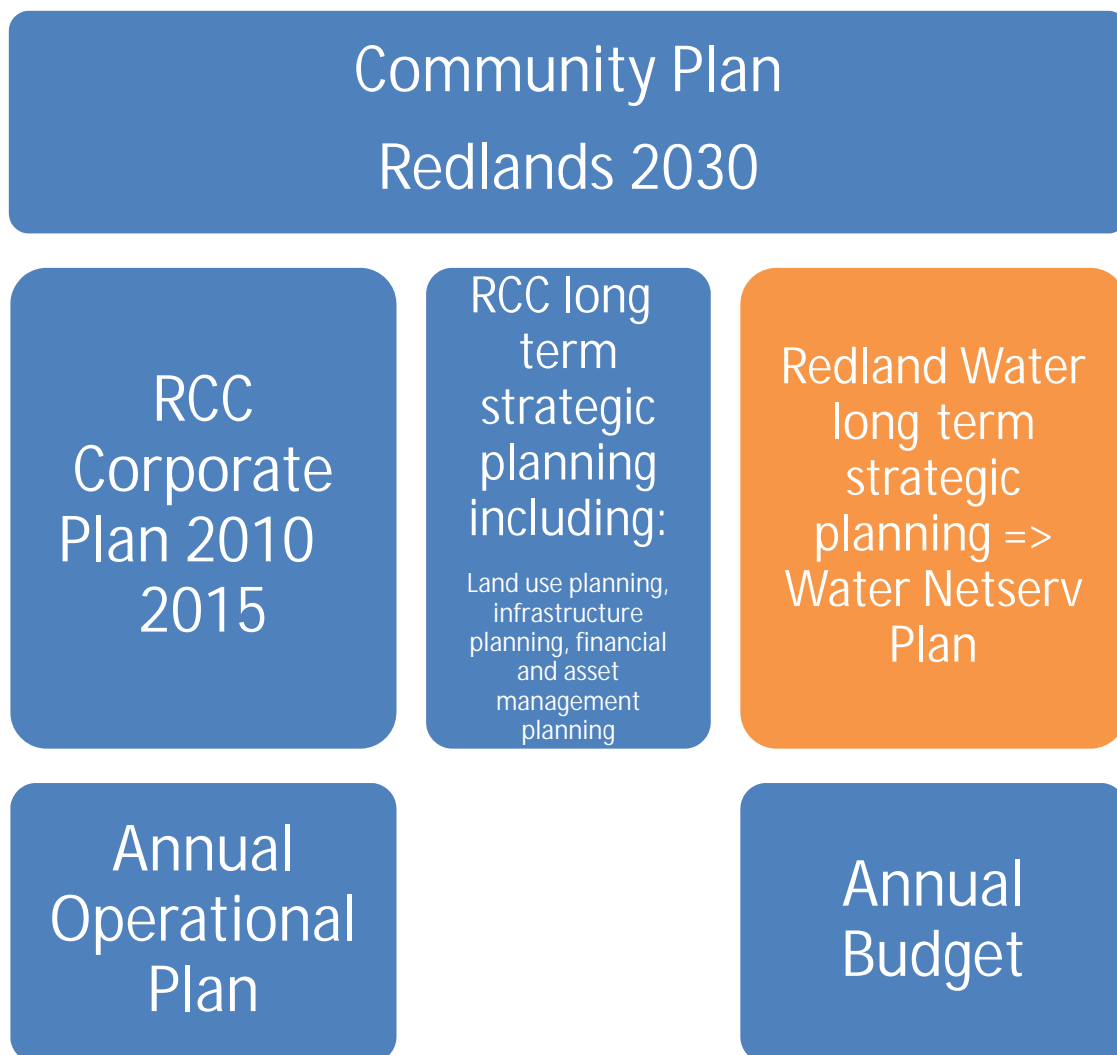 Community Plan
Redlands 2030
RCC
Corporate
Plan 2010
2015
RCC long
term
strategic
planning
including:
Land use planning,
infrastructure
planning, financial
and asset
management
planning
Redland Water
long term
strategic
planning =>
Water Netserv
Plan
Annual
Operational
Plan
Annual
Budget